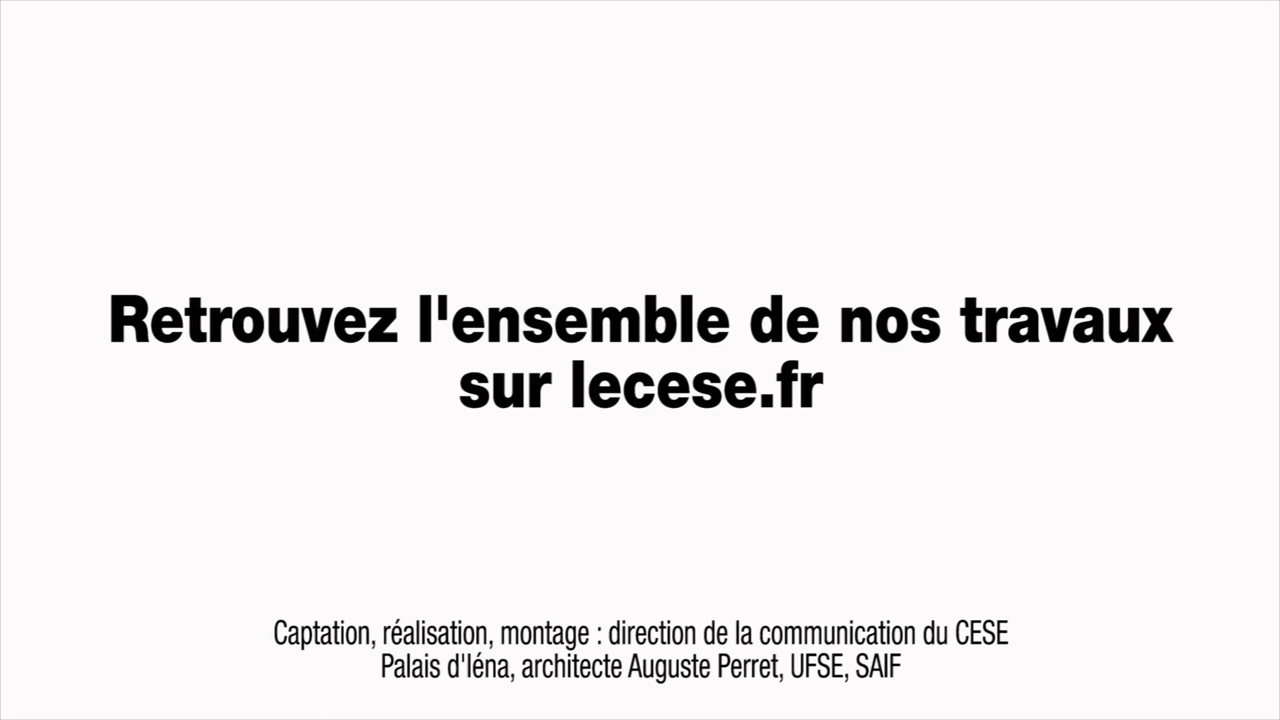 Retrouvez l'ensemble de nos travaux
sur lecese.fr
Captation, réalisation, montage : direction de la communication du CESE
Palais d'Iéna, architecte Auguste Perret, UFSE, SAIF